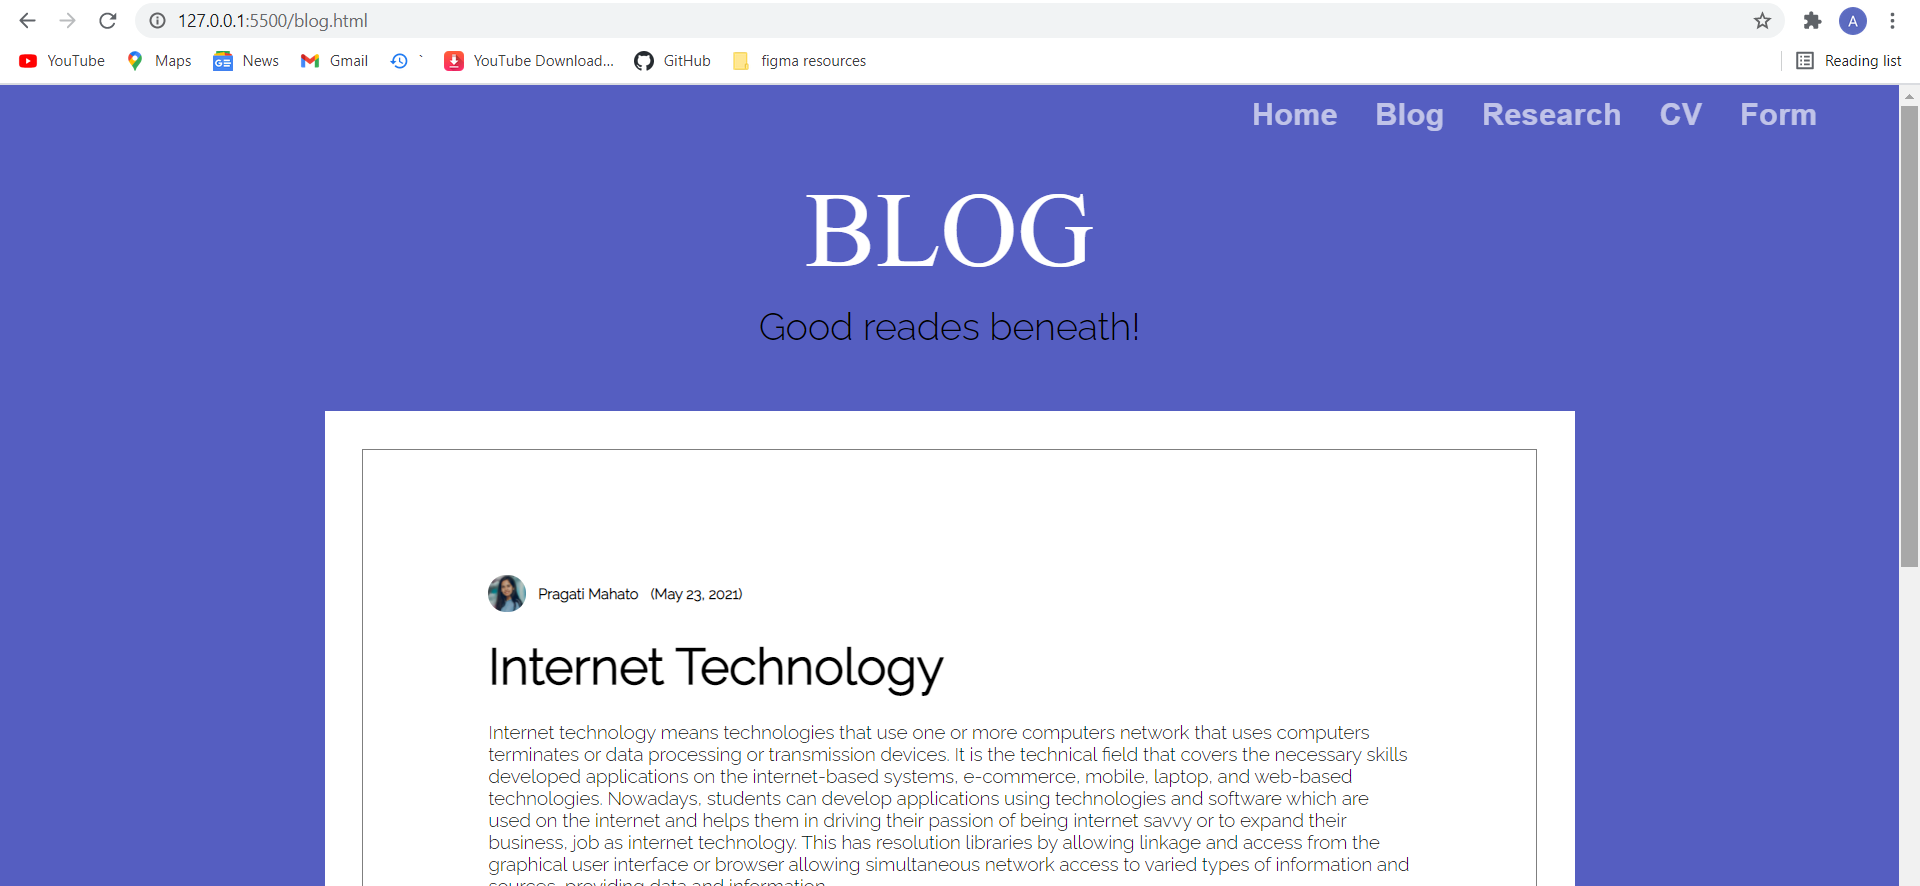 127.0.0.1:5500/blog.html
A
YouTube Maps News Gmail ` YouTube Download... GitHub figma resources Reading list
Home Blog Research CV Form
BLOG
Good reades beneath!
Pragati Mahato (May 23, 2021)
Internet Technology
Internet technology means technologies that use one or more computers network that uses computers
terminates or data processing or transmission devices. It is the technical field that covers the necessary skills
developed applications on the internet-based systems, e-commerce, mobile, laptop, and web-based
technologies. Nowadays, students can develop applications using technologies and software which are
used on the internet and helps them in driving their passion of being internet savvy or to expand their
business, job as internet technology. This has resolution libraries by allowing linkage and access from the
graphical user interface or browser allowing simultaneous network access to varied types of information and
sources, providing data and information